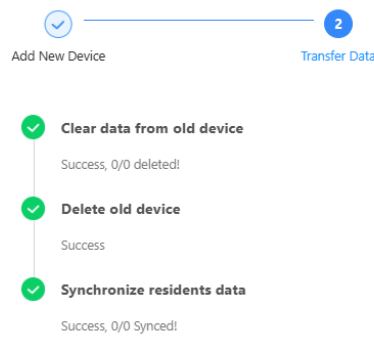 2
Add New Device
Transfer Data
Clear data from old device
Success, 0/0 deleted!
Delete old device
Success
Synchronize residents data
Success, 0/0 Synced!